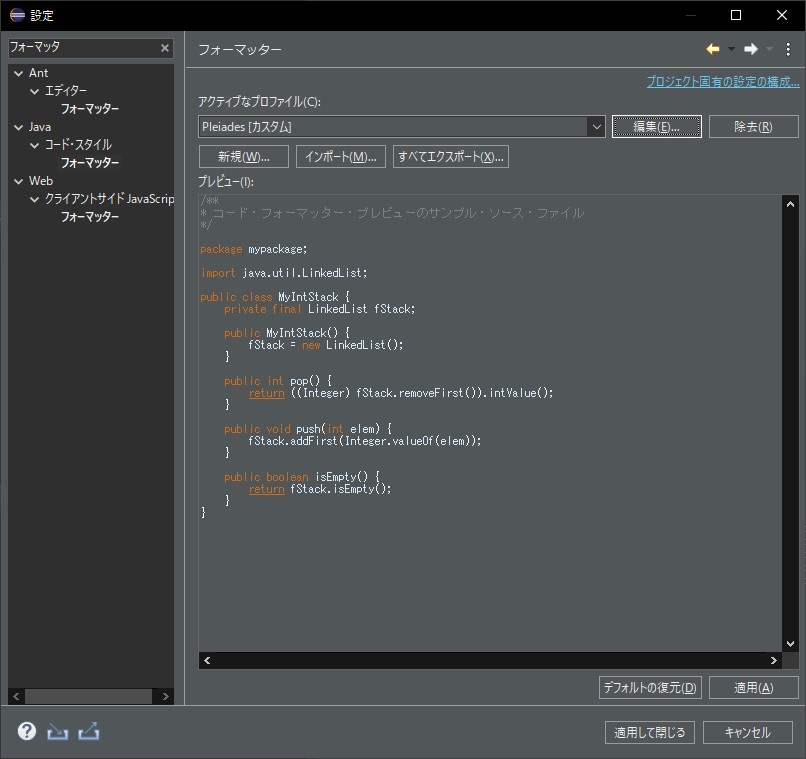 設定
フォーマッタ
Ant
エディター
フォーマッター
Java
コード・スタイル
フォーマッター
Web
クライアントサイド JavaScrip
フォーマッター
フォーマッター
プロジェクト固有の設定の構成...
アクティブなプロファイル(C):
Pleiades [カスタム]
編集(E)...
除去(R)
新規(W)...
インポート(M)...
すべてエクスポート(X)...
プレビュー(I):
/**
* コード・フォーマッター・プレビューのサンプル・ソース・ファイル
*/
package mypackage;
import java.util.LinkedList;
public class MyIntStack {
private final LinkedList fStack;
public MyIntStack() {
fStack = new LinkedList();
}
public int pop() {
return ((Integer) fStack.removeFirst()).intValue();
}
public void push(int elem) {
fStack.addFirst(Integer.valueOf(elem));
}
public boolean isEmpty() {
return fStack.isEmpty();
}
}
デフォルトの復元(D)
適用(A)
適用して閉じる
キャンセル